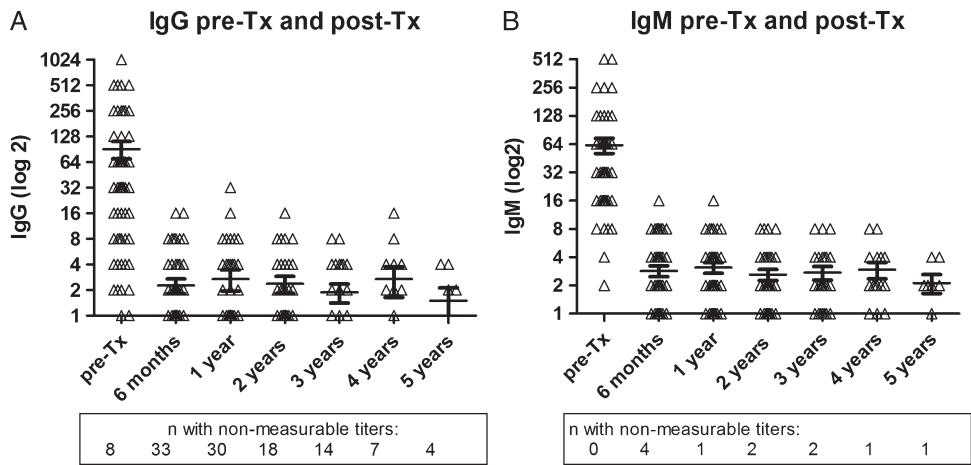 A
IgG pre-Tx and post-Tx
IgG (log 2)
1024
512
256
128
64
32
16
8
4
2
1
pre-Tx
6 months
1 year
2 years
3 years
4 years
5 years
n with non-measurable titers:
8 33 30 18 14 7 4
B
IgM pre-Tx and post-Tx
IgM (log2)
512
256
128
64
32
16
8
4
2
1
pre-Tx
6 months
1 year
2 years
3 years
4 years
5 years
n with non-measurable titers:
0 4 1 2 2 1 1